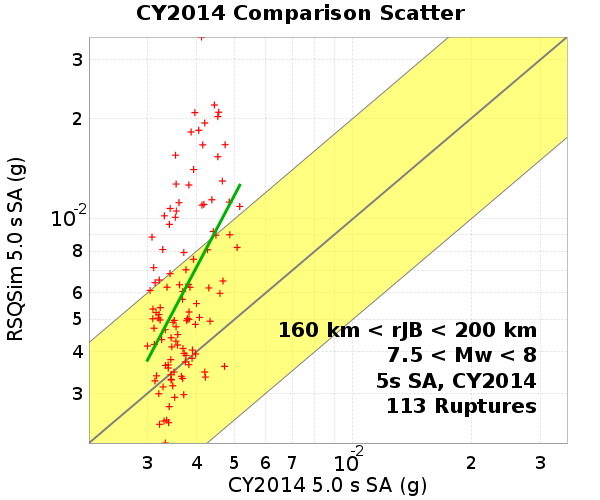 CY2014 Comparison Scatter
RSQSim 5.0 s SA (g)
3
2
10-2
8
6
5
4
3
160 km < rJB < 200 km
7.5 < Mw < 8
5s SA, CY2014
113 Ruptures
3 4 5 6 7 10-2 2 3
CY2014 5.0 s SA (g)